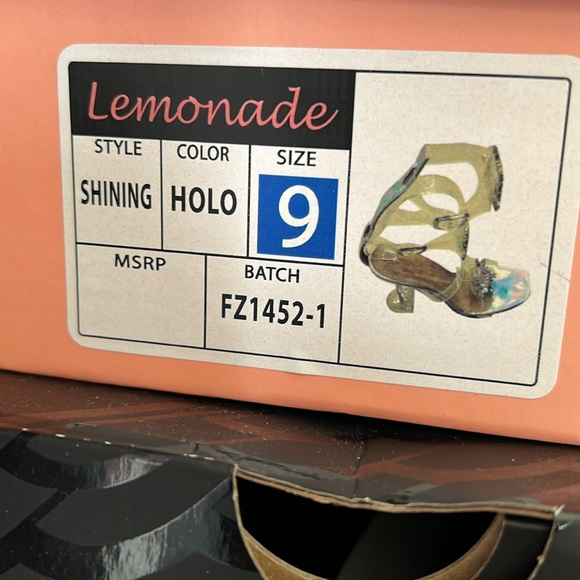 Lemonade
STYLE COLOR SIZE
SHINING HOLO 9
MSRP BATCH
FZ1452-1